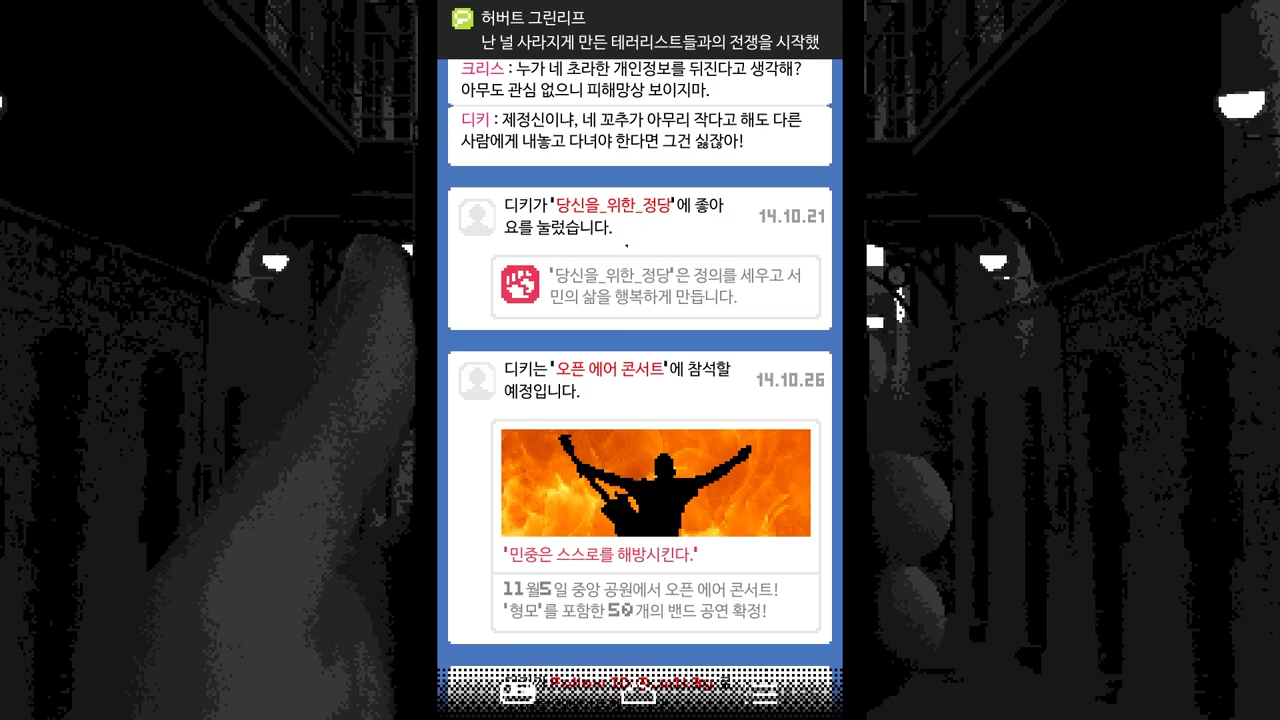 허버트 그린리프
난 널 사라지게 만든 테러리스트들과의 전쟁을 시작했
크리스 : 누가 네 초라한 개인정보를 뒤진다고 생각해?
아무도 관심 없으니 피해망상 보이지마.
디키 : 제정신이냐, 네 꼬추가 아무리 작다고 해도 다른
사람에게 내놓고 다녀야 한다면 그건 싫잖아!
디키가 '당신을_위한_정당'에 좋아
요를 눌렀습니다.
14.10.21
'당신을_위한_정당'은 정의를 세우고 서
민의 삶을 행복하게 만듭니다.
디키는 '오픈 에어 콘서트'에 참석할
예정입니다.
14.10.26
'민중은 스스로를 해방시킨다.'
11월5일 중앙 공원에서 오픈 에어 콘서트!
'형모'를 포함한 50개의 밴드 공연 확정!